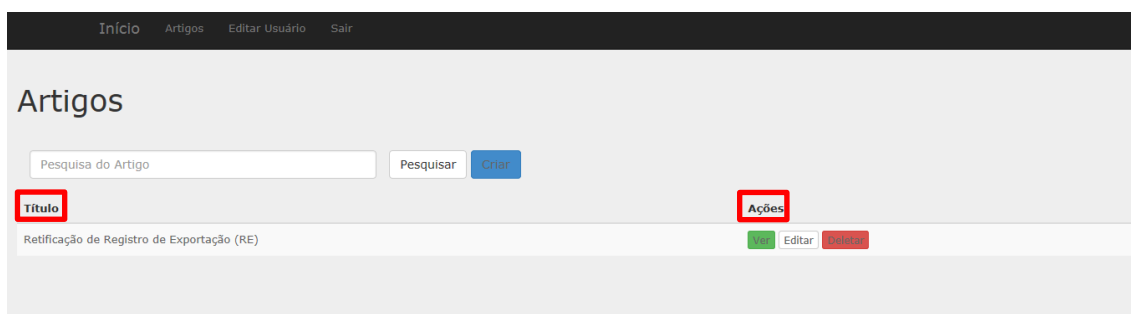 Início Artigos Editar Usuário Sair
Artigos
Pesquisa do Artigo Pesquisar Criar
Título Ações
Retificação de Registro de Exportação (RE) Ver Editar Deletar